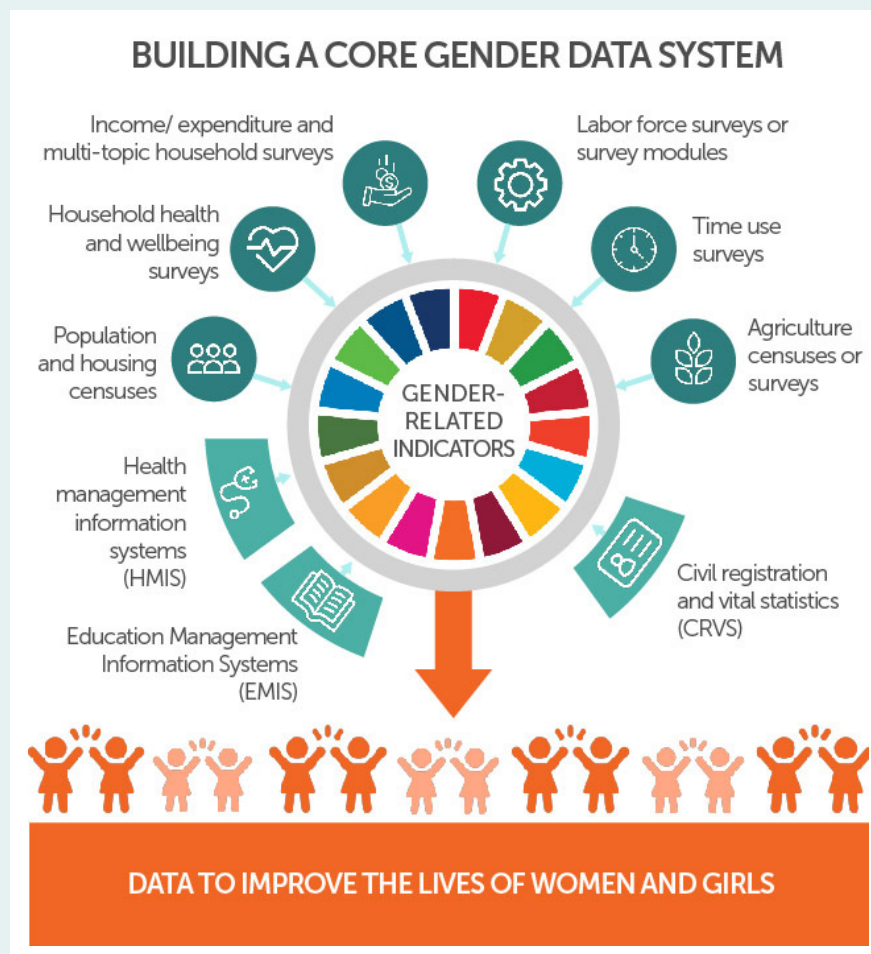 BUILDING A CORE GENDER DATA SYSTEM
Income/ expenditure and
multi-topic household surveys
Labor force surveys or
survey modules
Household health
and wellbeing
surveys
Time use
surveys
Population
and housing
censuses
Agriculture
censuses or
surveys
GENDER-
RELATED
INDICATORS
Health
management
information
systems
(HMIS)
Education Management
Information Systems
(EMIS)
Civil registration
and vital statistics
(CRVS)
DATA TO IMPROVE THE LIVES OF WOMEN AND GIRLS